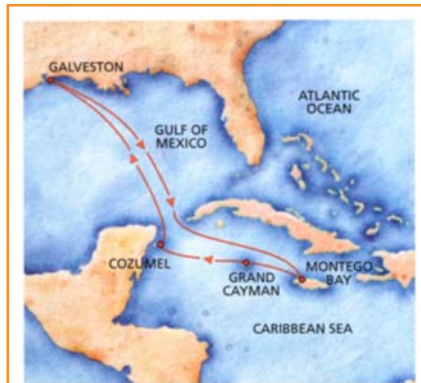 GALVESTON
ATLANTIC
OCEAN
GULF OF
MEXICO
COZUMEL
GRAND
CAYMAN
MONTEGO
BAY
CARIBBEAN SEA